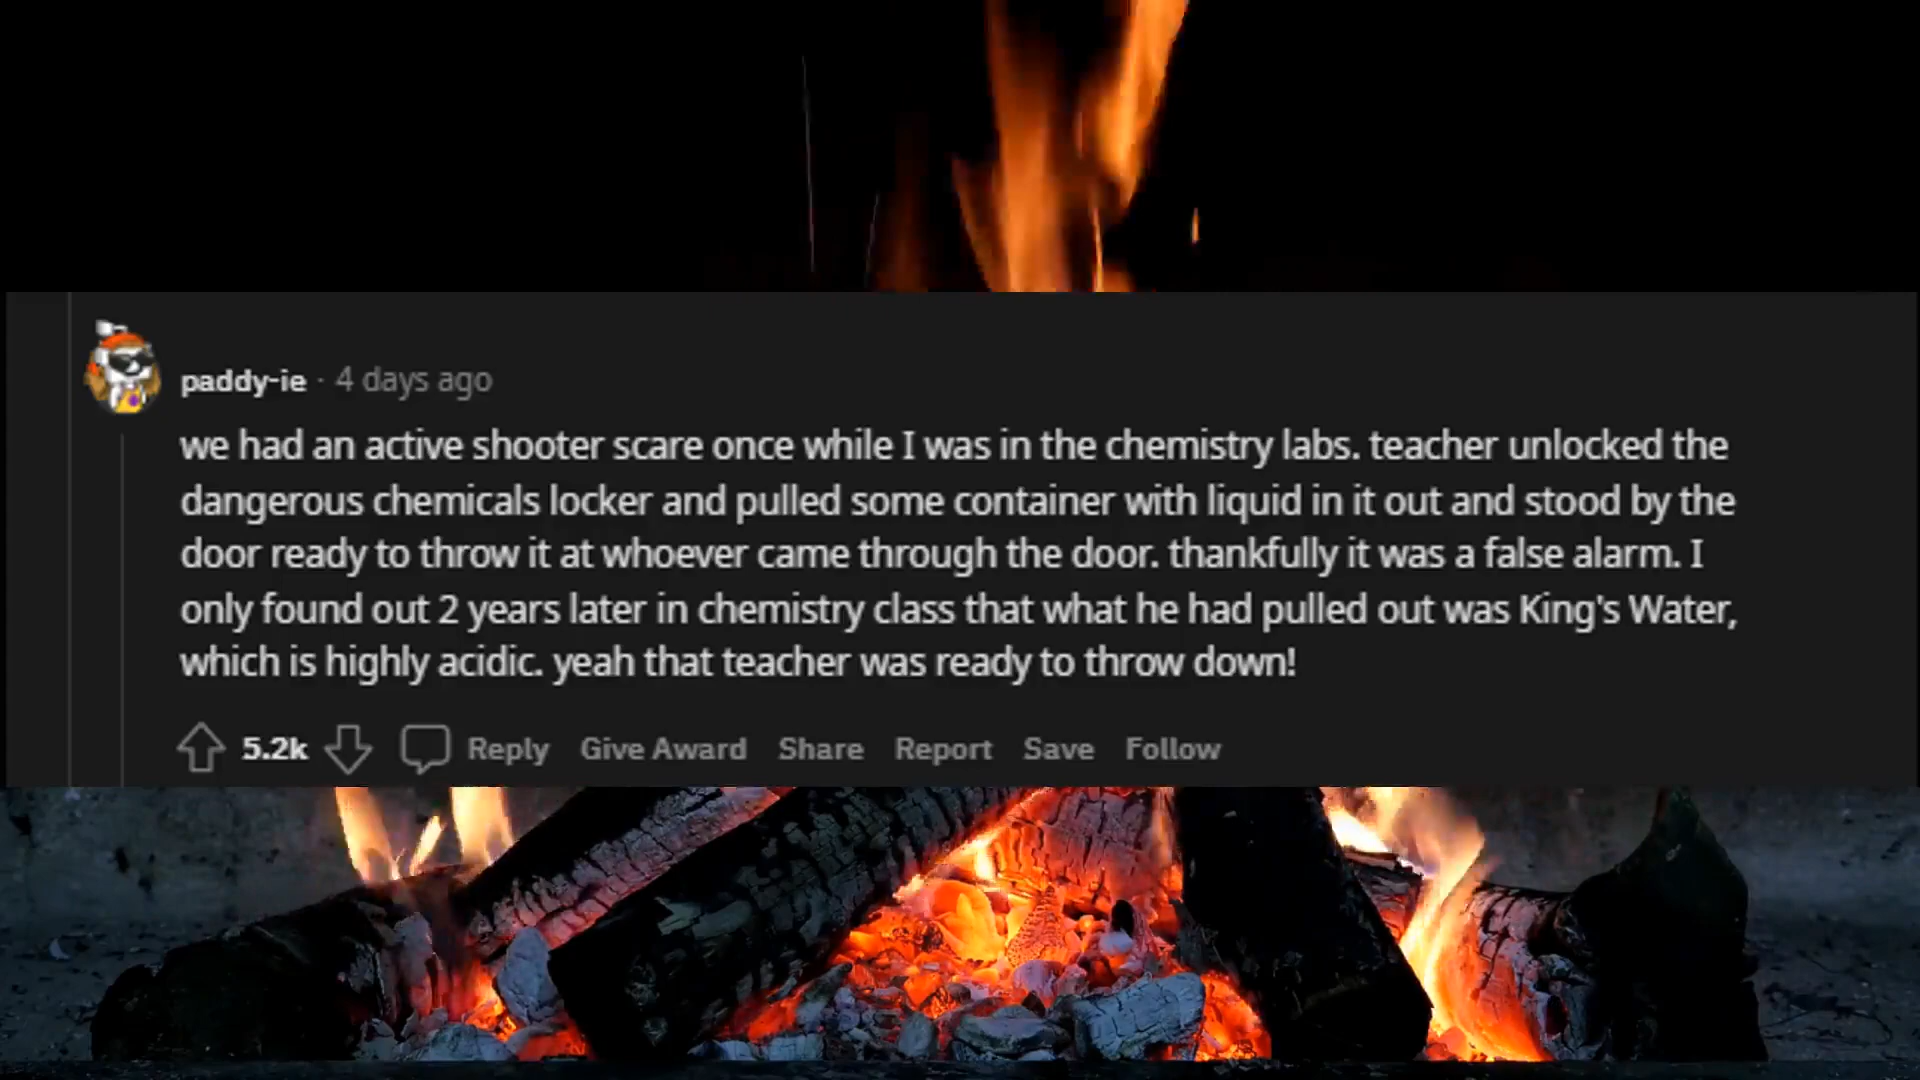 paddy-ie · 4 days ago
we had an active shooter scare once while I was in the chemistry labs. teacher unlocked the
dangerous chemicals locker and pulled some container with liquid in it out and stood by the
door ready to throw it at whoever came through the door. thankfully it was a false alarm. I
only found out 2 years later in chemistry class that what he had pulled out was King's Water,
which is highly acidic. yeah that teacher was ready to throw down!
5.2k Reply Give Award Share Report Save Follow